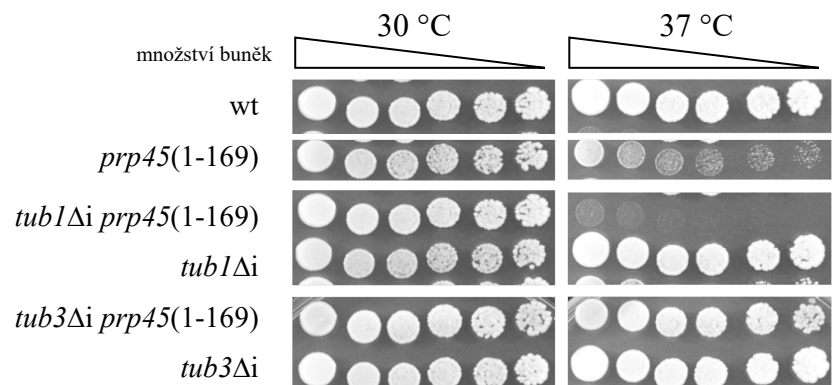 30 °C 37 °C
množství buněk
wt
prp45(1-169)
tub1Δi prp45(1-169)
tub1Δi
tub3Δi prp45(1-169)
tub3Δi